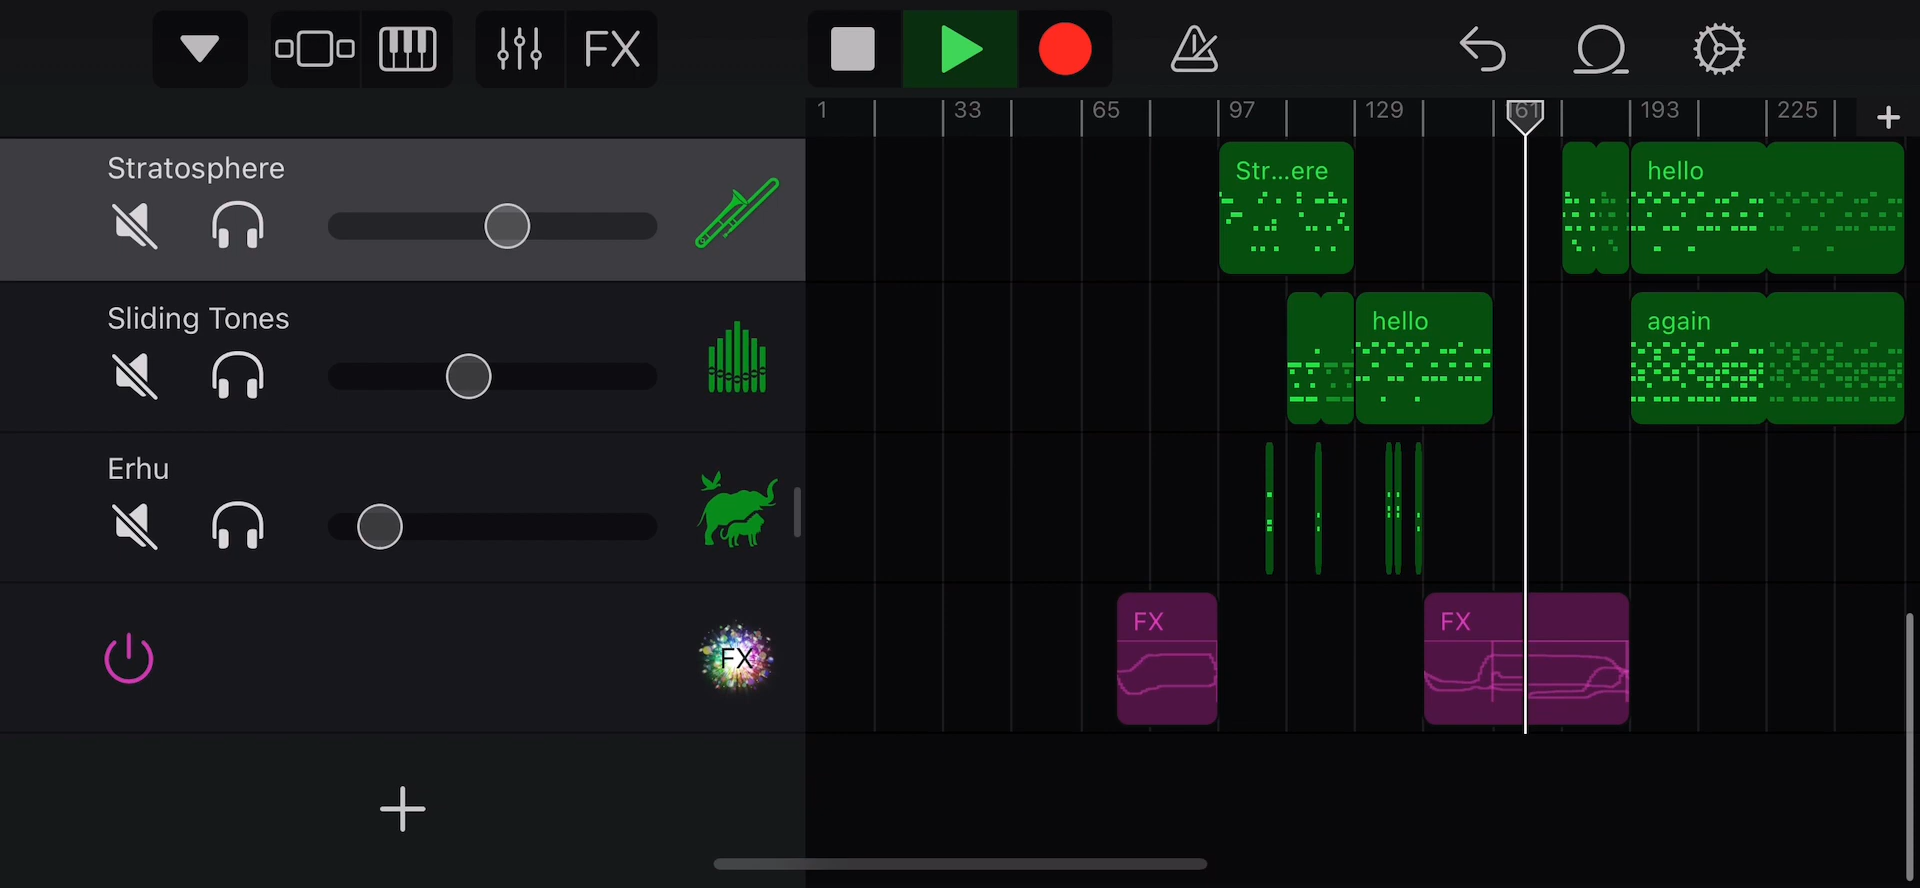 FX
1 33 65 97 129 161 193 225
Stratosphere
Str...ere
hello
Sliding Tones
hello
again
Erhu
FX
FX
FX